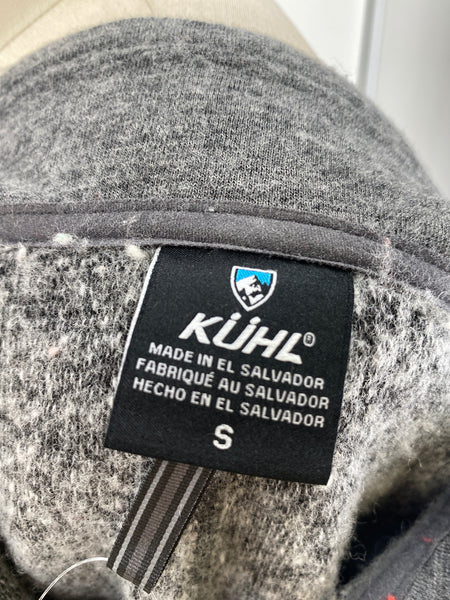 KÜHL®
MADE IN EL SALVADOR
FABRIQUÉ AU SALVADOR
HECHO EN EL SALVADOR
S